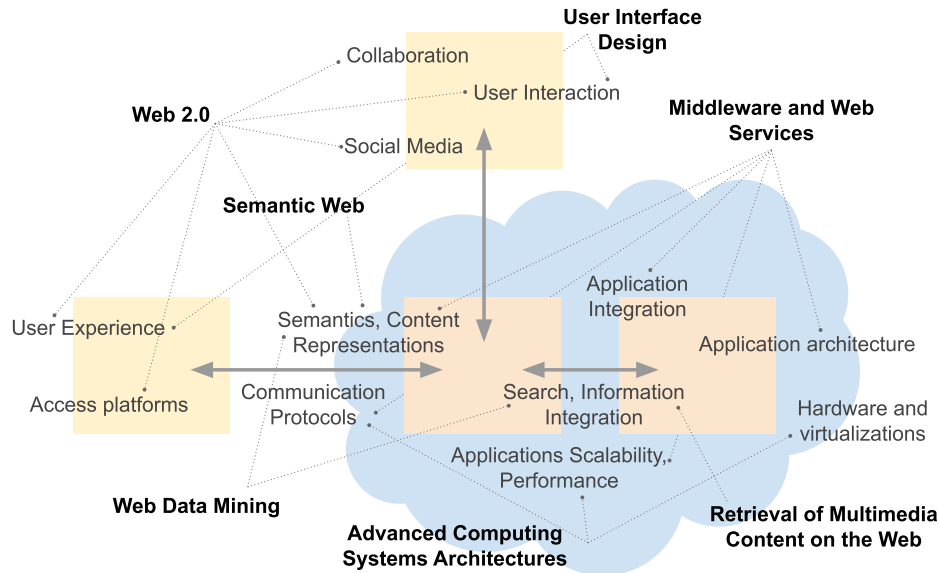 User Interface
Design
Collaboration
User Interaction
Web 2.0
Middleware and Web
Services
Social Media
Semantic Web
Application
Integration
User Experience
Semantics, Content
Representations
Application architecture
Access platforms
Communication
Protocols
Search, Information
Integration
Hardware and
virtualizations
Applications Scalability,
Performance
Web Data Mining
Advanced Computing
Systems Architectures
Retrieval of Multimedia
Content on the Web